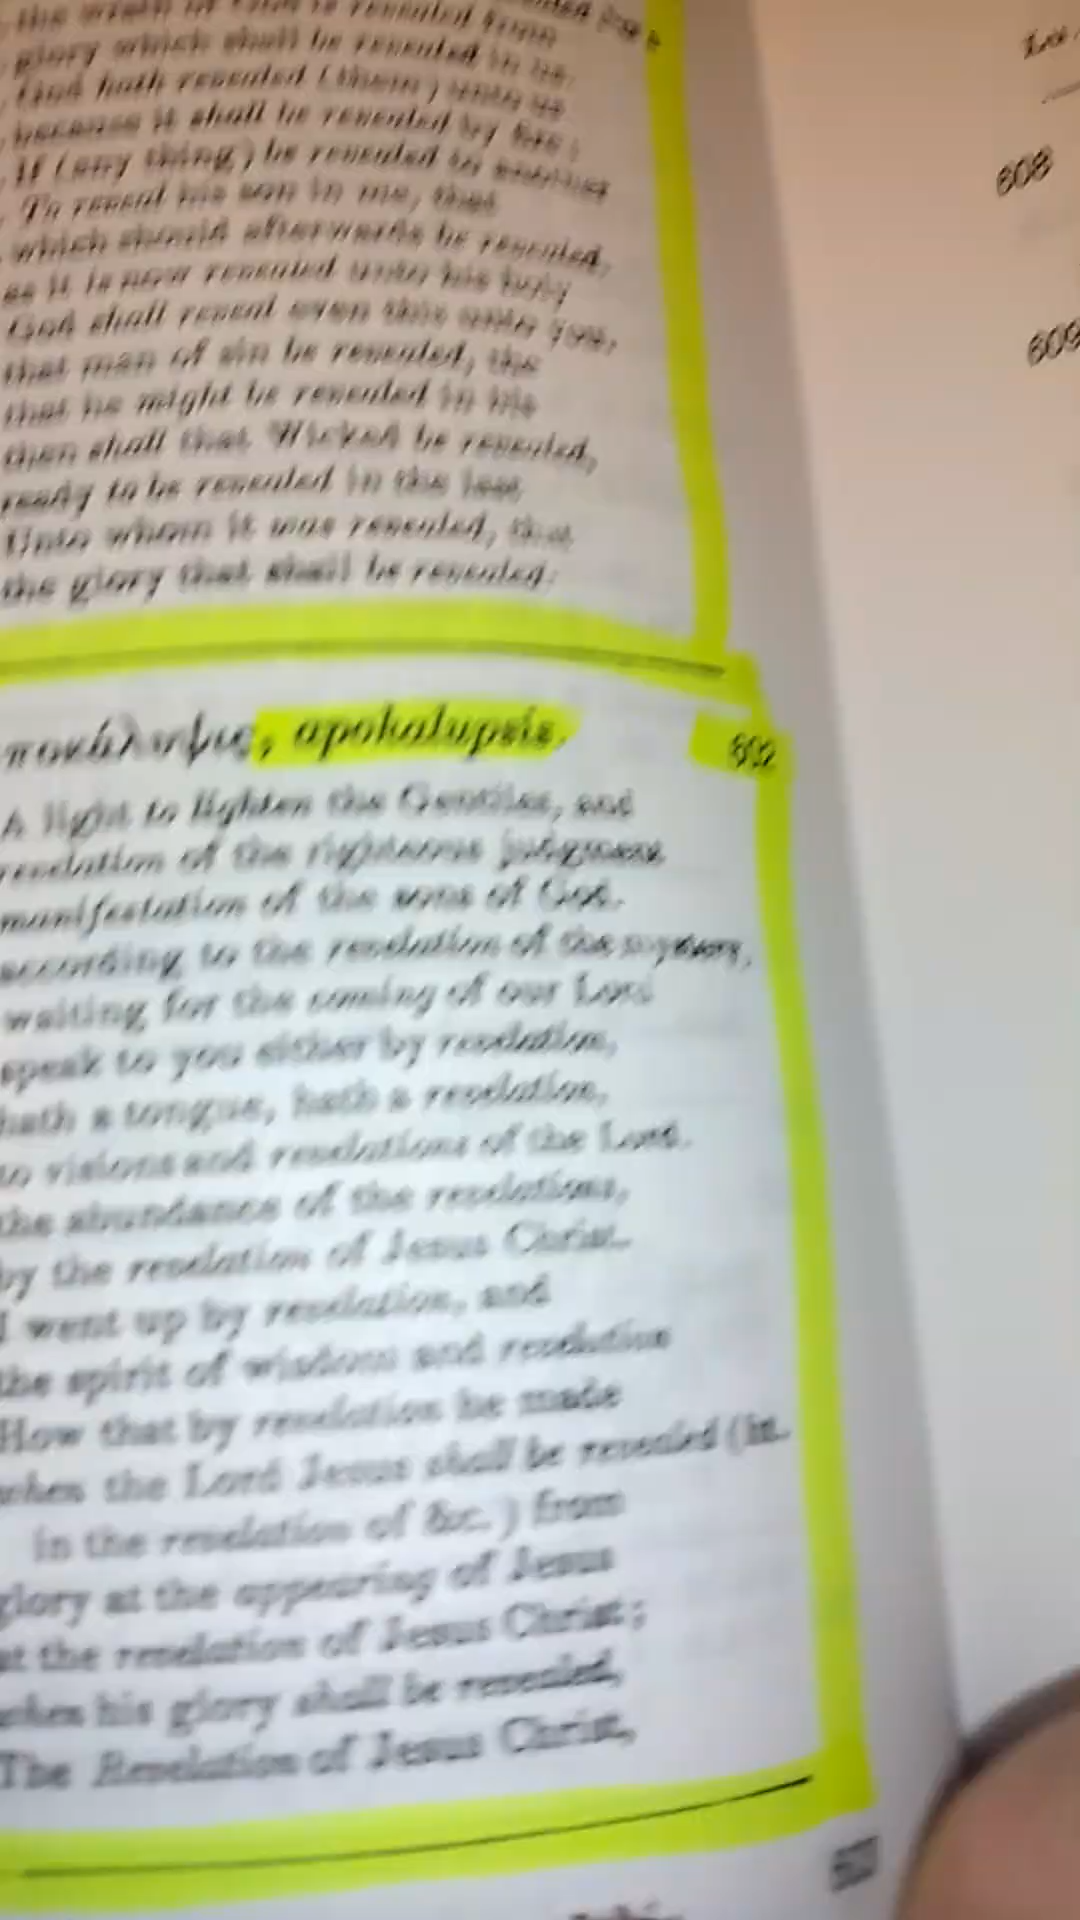 glory which shall be revealed in us.
God hath revealed (them) unto us
because it shall be revealed by fire;
If (any thing) be revealed to another
To reveal his son in me, that
which should afterwards be revealed.
as it is now revealed unto his holy
God shall reveal even this unto you.
that man of sin be revealed, the
that he might be revealed in his
then shall that Wicked be revealed,
ready to be revealed in the last
Unto whom it was revealed, that
the glory that shall be revealed:
ποκάλυψις, apokalupsis.
602
A light to lighten the Gentiles, and
revelation of the righteous judgment
manifestation of the sons of God.
according to the revelation of the mystery,
waiting for the coming of our Lord
speak to you either by revelation,
hath a tongue, hath a revelation,
to visions and revelations of the Lord.
the abundance of the revelations,
by the revelation of Jesus Christ.
I went up by revelation, and
the spirit of wisdom and revelation
How that by revelation he made
when the Lord Jesus shall be revealed (lit.
in the revelation of &c.) from
glory at the appearing of Jesus
at the revelation of Jesus Christ;
when his glory shall be revealed,
The Revelation of Jesus Christ,
603
608
609